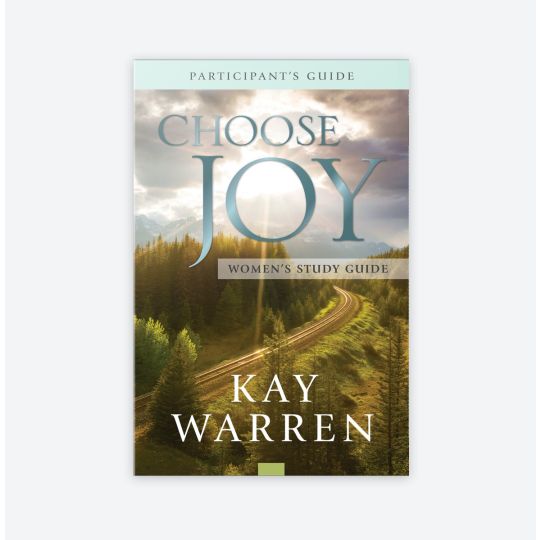 PARTICIPANT'S GUIDE
CHOOSE
JOY
WOMEN'S STUDY GUIDE
KAY
WARREN